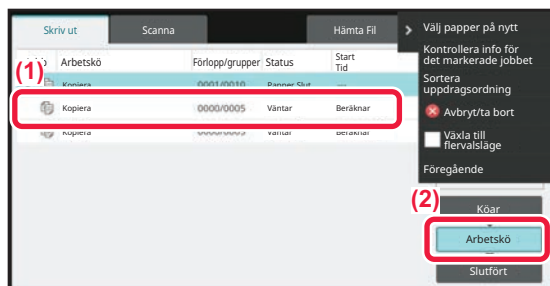 Skriv ut
Scanna
Hämta Fil
Välj papper på nytt
Kontrollera info för
det markerade jobbet
Sortera
uppdragsordning
Avbryt/ta bort
Växla till
flervalsläge
Föregående
Arbetskö
Förlopp/grupper
Status
Start
Tid
(1)
Kopiera
0001/0010
Papper Slut
Kopiera
0000/0005
Väntar
Beräknar
Kopiera
0000/0005
Väntar
Beräknar
(2)
Köar
Arbetskö
Slutfört